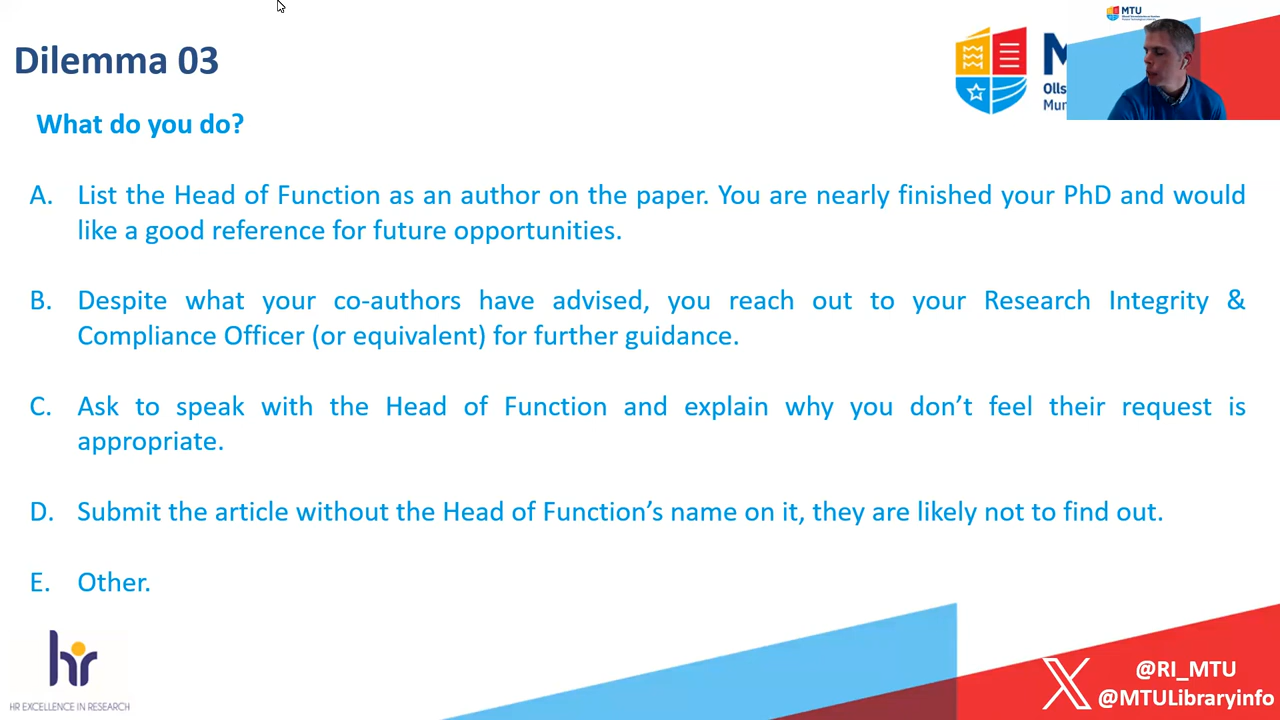 MTU
Dilemma 03
M
Olls
Mur
What do you do?
A. List the Head of Function as an author on the paper. You are nearly finished your PhD and would
like a good reference for future opportunities.
B. Despite what your co-authors have advised, you reach out to your Research Integrity &
Compliance Officer (or equivalent) for further guidance.
C. Ask to speak with the Head of Function and explain why you don’t feel their request is
appropriate.
D. Submit the article without the Head of Function’s name on it, they are likely not to find out.
E. Other.
hr
HR EXCELLENCE IN RESEARCH
@RI_MTU
@MTULibraryinfo